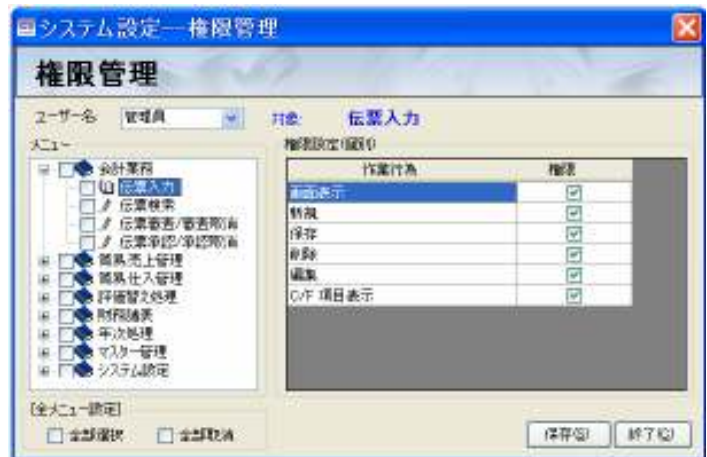 システム設定---権限管理
権限管理
ユーザー名 管理員 対象: 伝票入力
メニュー 権限設定(個別)
会計業務
伝票入力
伝票検索
伝票審査/審査取消
伝票承認/承認取消
簡易売上管理
簡易仕入管理
評価替え処理
財務諸表
年次処理
マスター管理
システム設定
作業行為 権限
画面表示
新規
保存
削除
編集
C/F 項目表示
[全メニュー設定]
全部選択 全部取消
保存(S) 終了(Q)